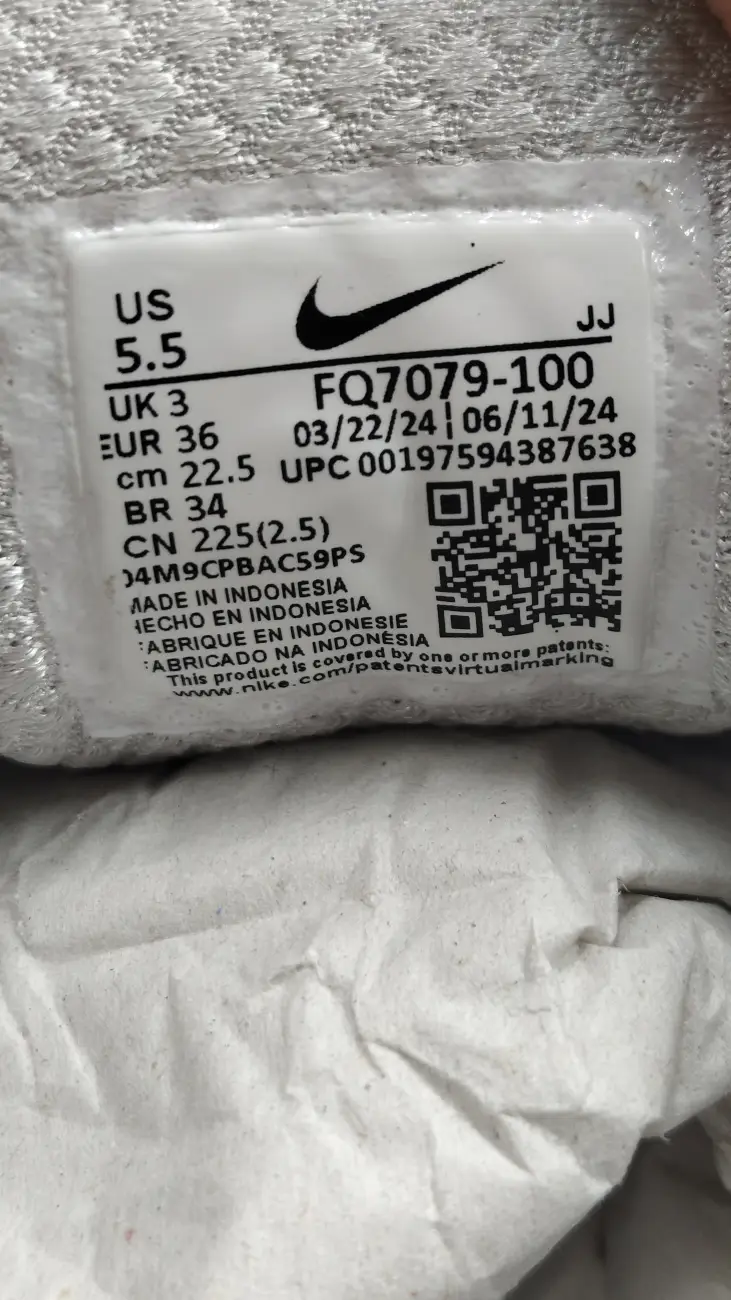 US
5.5
JJ
UK 3
EUR 36
cm 22.5
BR 34
CN 225(2.5)
FQ7079-100
03/22/24 | 06/11/24
UPC 00197594387638
04M9CPBAC59PS
MADE IN INDONESIA
HECHO EN INDONESIA
FABRIQUE EN INDONESIE
FABRICADO NA INDONÉSIA
This product is covered by one or more patents:
www.nike.com/patentsvirtualmarking